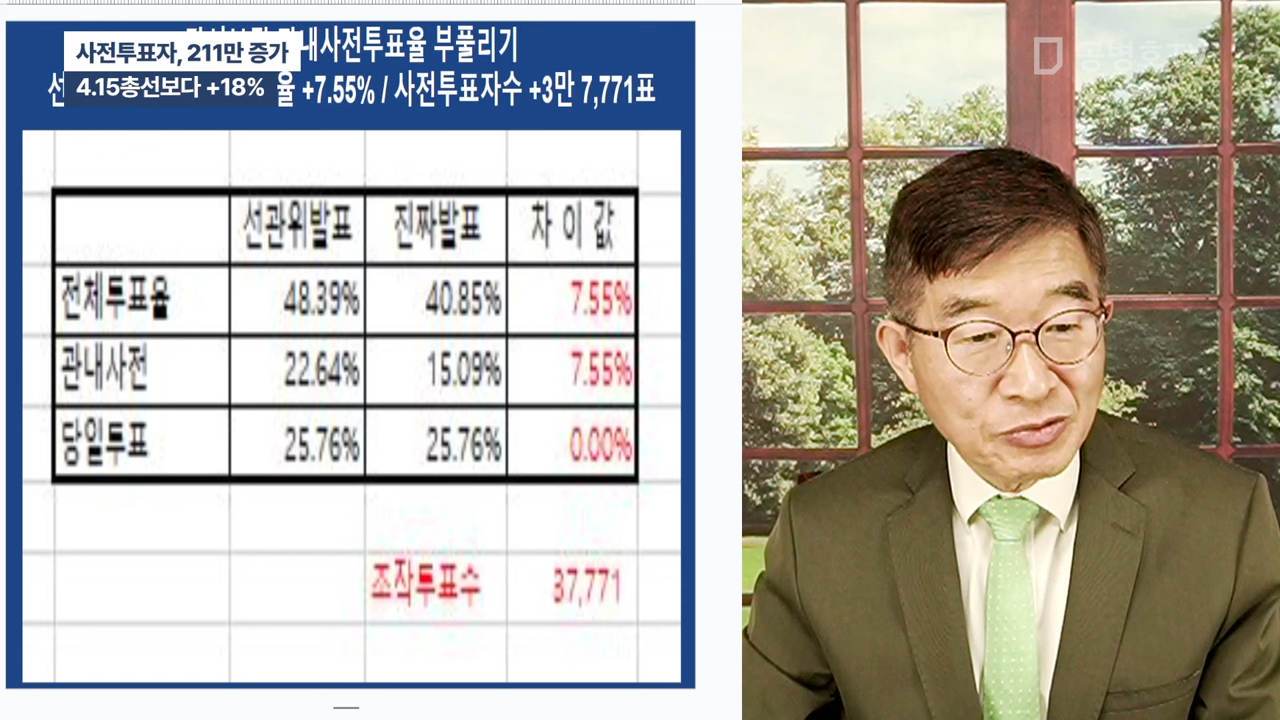 사전투표자, 211만 증가
내사전투표율 부풀리기
4.15총선보다 +18%
선
율 +7.55% / 사전투표자수 +3만 7,771표
선관위발표 진짜발표 차 이 값
전체투표율 48.39% 40.85% 7.55%
관내사전 22.64% 15.09% 7.55%
당일투표 25.76% 25.76% 0.00%
조작투표수 37,771
공병호